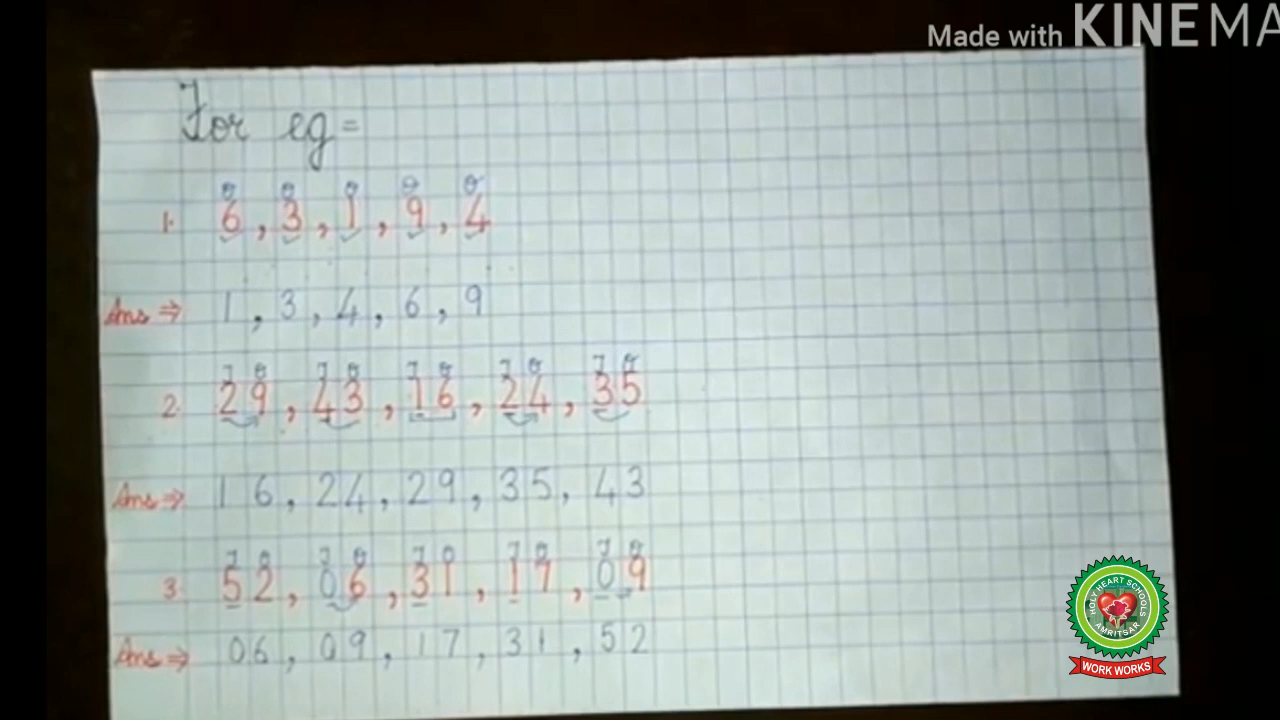 Made with KINEMA
For eg =
o o o o o
1. 6, 3, 1, 9, 4
Ans ⇒ 1, 3, 4, 6, 9
T O T O T O T O T O
2. 29, 43, 16, 24, 35
Ans ⇒ 16, 24, 29, 35, 43
T O T O T O T O T O
3. 52, 06, 31, 17, 09
Ans ⇒ 06, 09, 17, 31, 52
HOLY HEART SCHOOLS
AMRITSAR
WORK WORKS